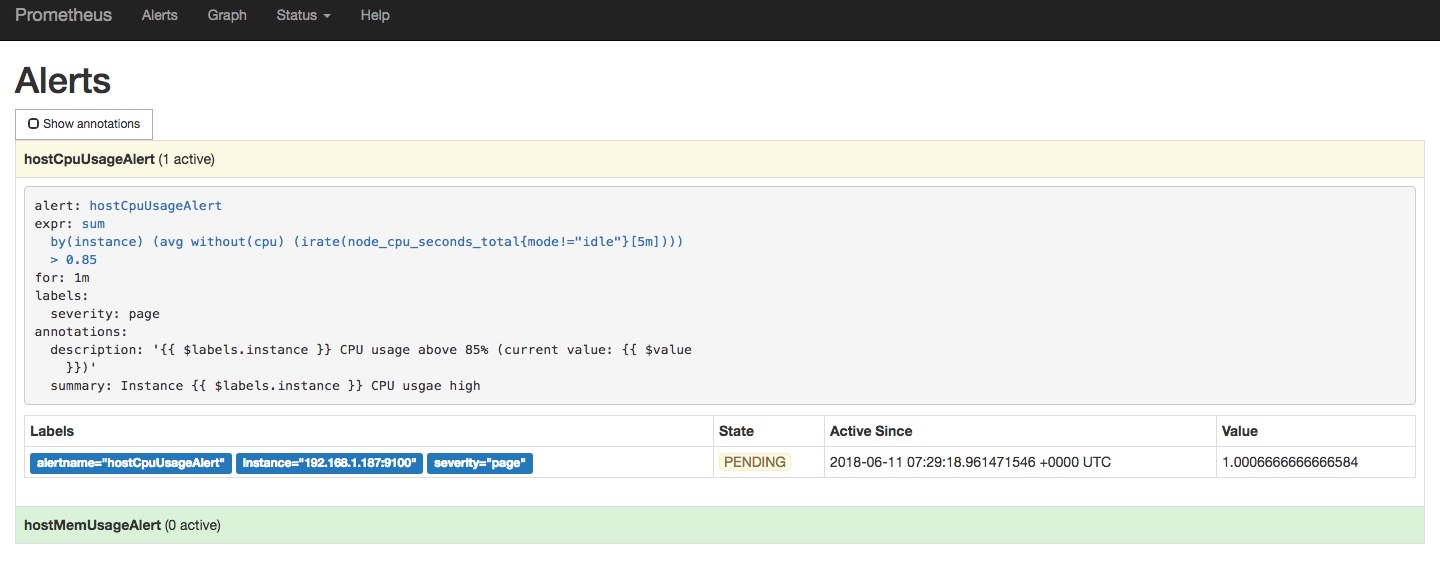 Prometheus Alerts Graph Status Help
Alerts
Show annotations
hostCpuUsageAlert (1 active)
alert: hostCpuUsageAlert
expr: sum
by(instance) (avg without(cpu) (irate(node_cpu_seconds_total{mode!="idle"}[5m])))
> 0.85
for: 1m
labels:
severity: page
annotations:
description: '{{ $labels.instance }} CPU usage above 85% (current value: {{ $value
}})'
summary: Instance {{ $labels.instance }} CPU usgae high
Labels State Active Since Value
alertname="hostCpuUsageAlert" instance="192.168.1.187:9100" severity="page" PENDING 2018-06-11 07:29:18.961471546 +0000 UTC 1.0006666666666584
hostMemUsageAlert (0 active)